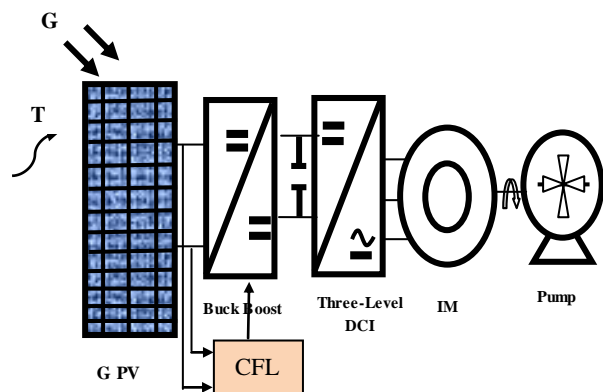 G
T
Buck Boost
Three-Level
DCI
IM
Pump
G PV
CFL